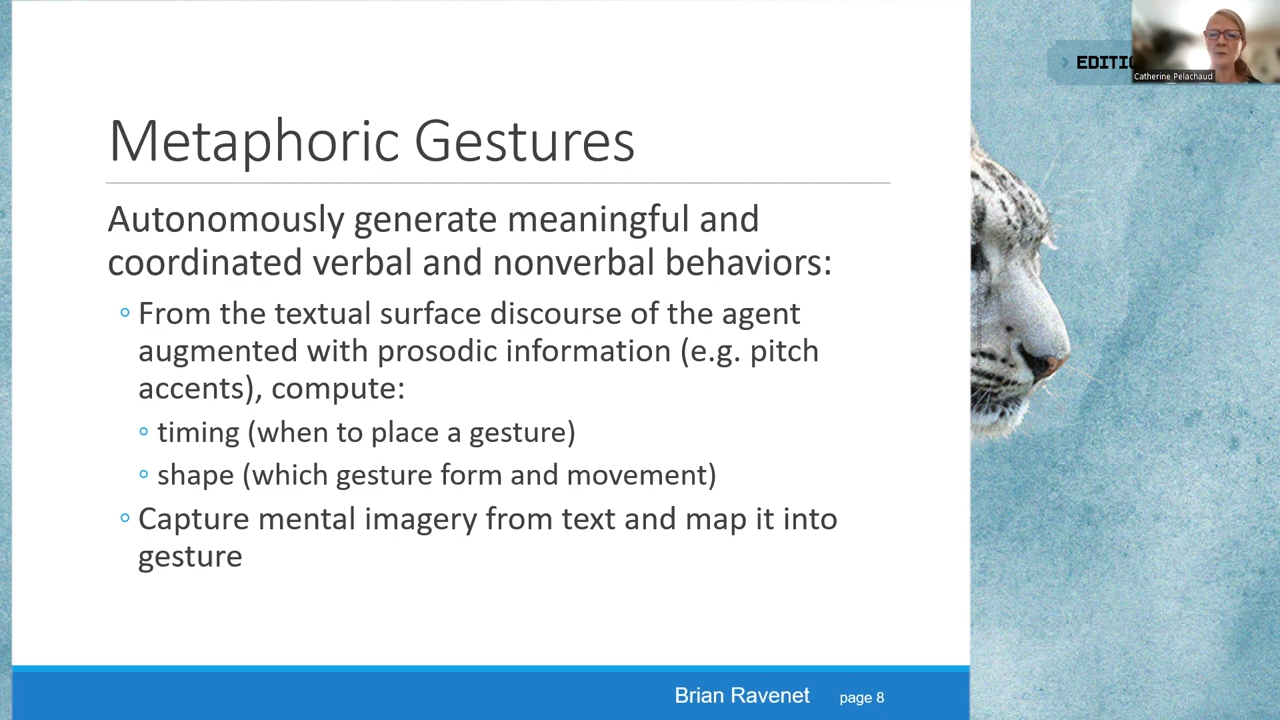 EDITIO
Catherine Pelachaud
Metaphoric Gestures
Autonomously generate meaningful and
coordinated verbal and nonverbal behaviors:
From the textual surface discourse of the agent
augmented with prosodic information (e.g. pitch
accents), compute:
timing (when to place a gesture)
shape (which gesture form and movement)
Capture mental imagery from text and map it into
gesture
Brian Ravenet page 8